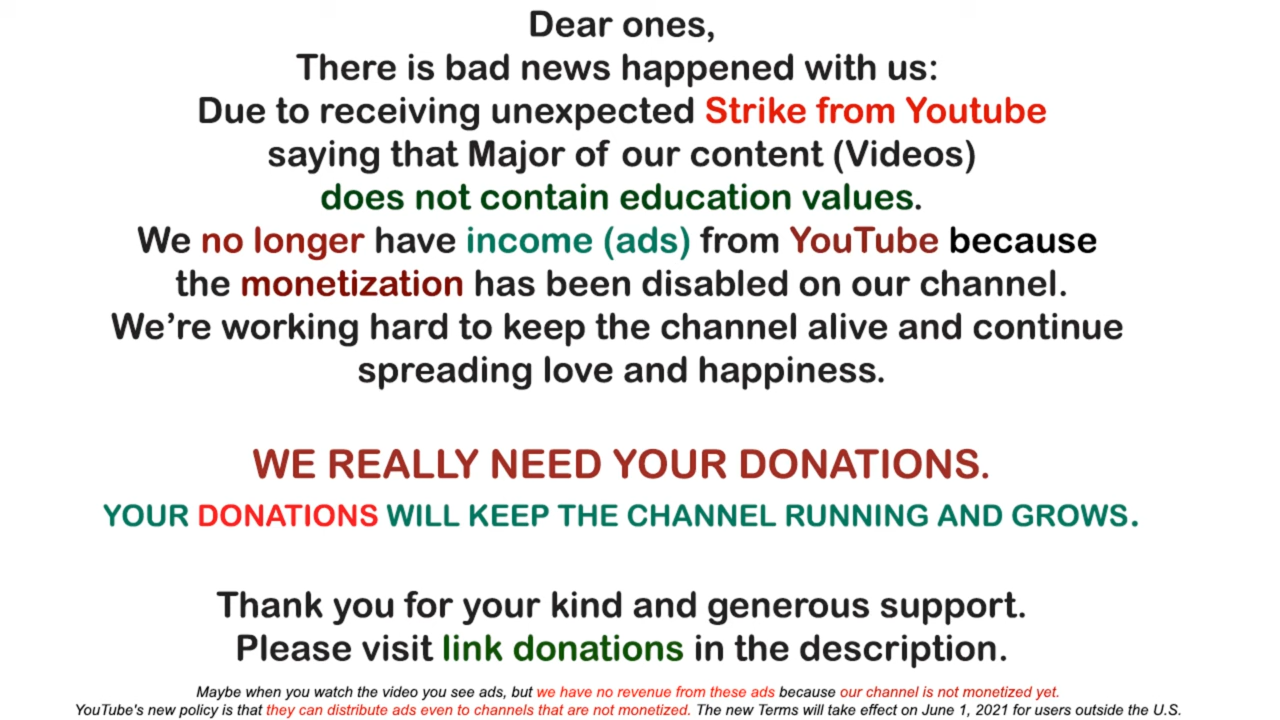 Dear ones,
There is bad news happened with us:
Due to receiving unexpected Strike from Youtube
saying that Major of our content (Videos)
does not contain education values.
We no longer have income (ads) from YouTube because
the monetization has been disabled on our channel.
We’re working hard to keep the channel alive and continue
spreading love and happiness.
WE REALLY NEED YOUR DONATIONS.
YOUR DONATIONS WILL KEEP THE CHANNEL RUNNING AND GROWS.
Thank you for your kind and generous support.
Please visit link donations in the description.
Maybe when you watch the video you see ads, but we have no revenue from these ads because our channel is not monetized yet.
YouTube's new policy is that they can distribute ads even to channels that are not monetized. The new Terms will take effect on June 1, 2021 for users outside the U.S.